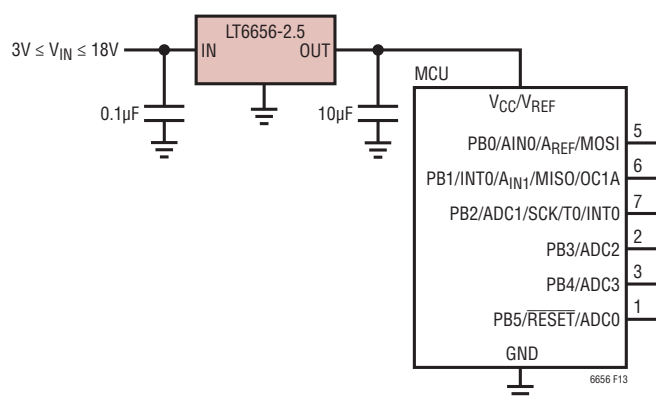 3V ≤ VIN ≤ 18V
LT6656-2.5
IN
OUT
0.1µF
10µF
MCU
VCC/VREF
PB0/AIN0/AREF/MOSI
5
PB1/INT0/AIN1/MISO/OC1A
6
PB2/ADC1/SCK/T0/INT0
7
PB3/ADC2
2
PB4/ADC3
3
PB5/RESET/ADC0
1
GND
6656 F13